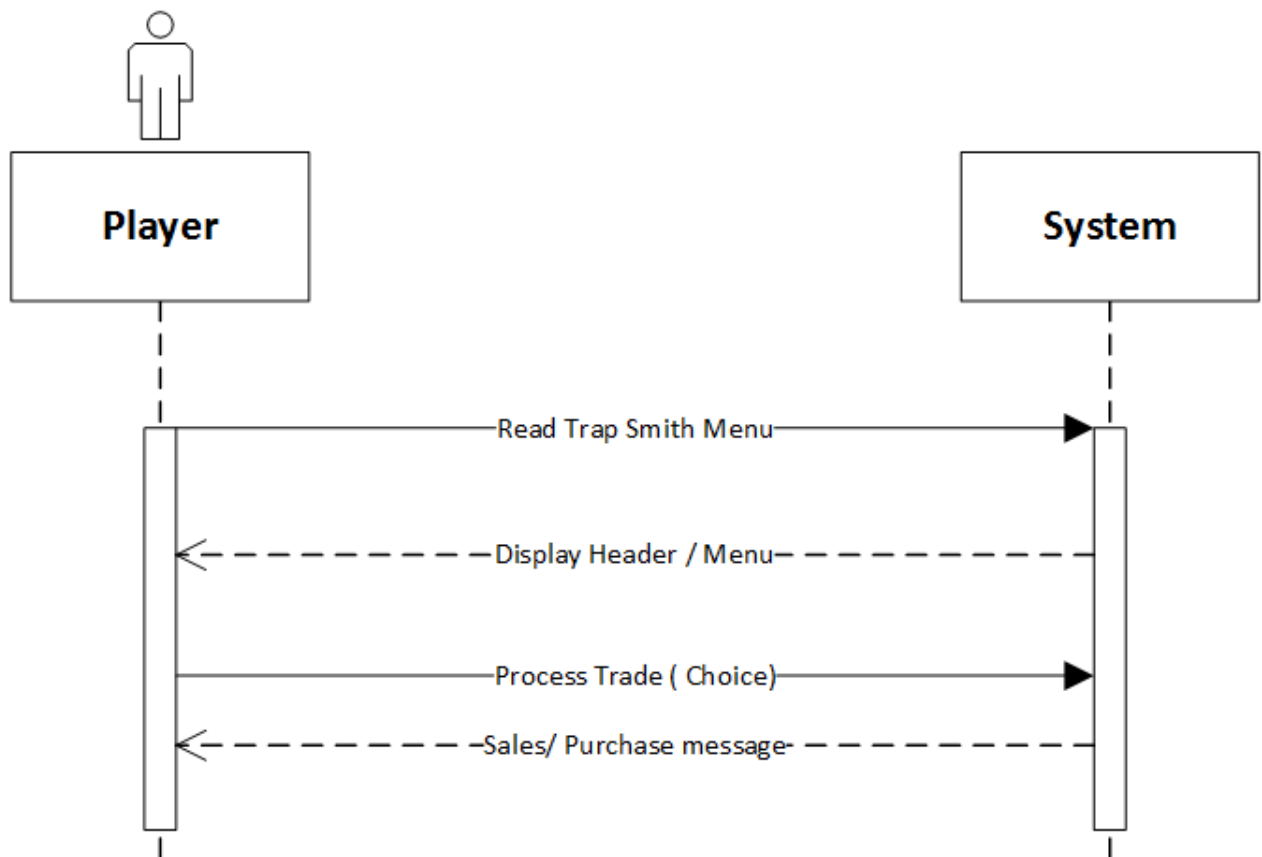 Player
System
Read Trap Smith Menu
Display Header / Menu
Process Trade ( Choice)
Sales/ Purchase message